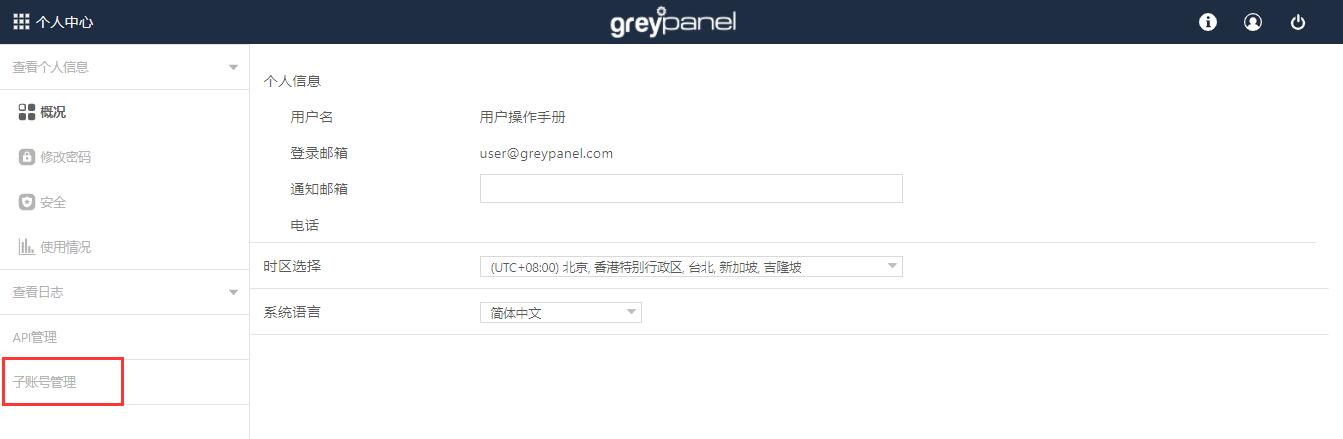 个人中心
greypanel
查看个人信息
概况
修改密码
安全
使用情况
查看日志
API管理
子账号管理
个人信息
用户名 用户操作手册
登录邮箱 user@greypanel.com
通知邮箱
电话
时区选择 (UTC+08:00) 北京, 香港特别行政区, 台北, 新加坡, 吉隆坡
系统语言 简体中文